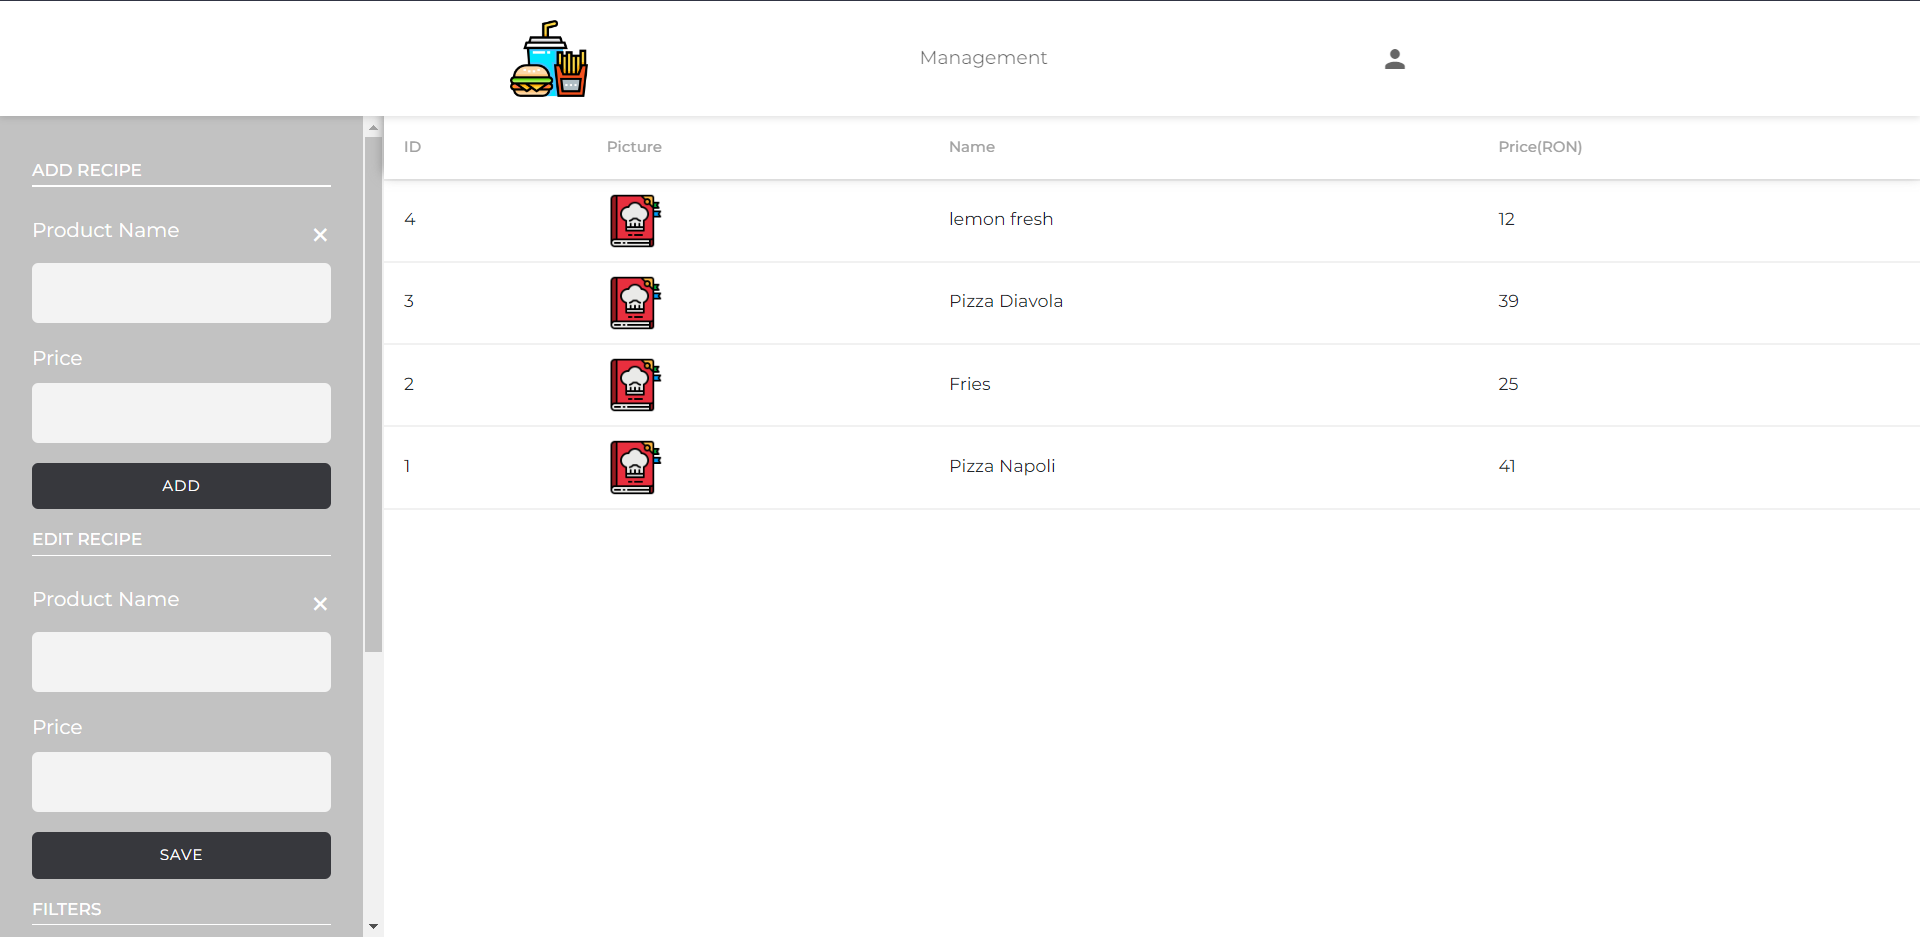 Management
ADD RECIPE
Product Name
Price
ADD
EDIT RECIPE
Product Name
Price
SAVE
FILTERS
ID Picture Name Price(RON)
4 lemon fresh 12
3 Pizza Diavola 39
2 Fries 25
1 Pizza Napoli 41